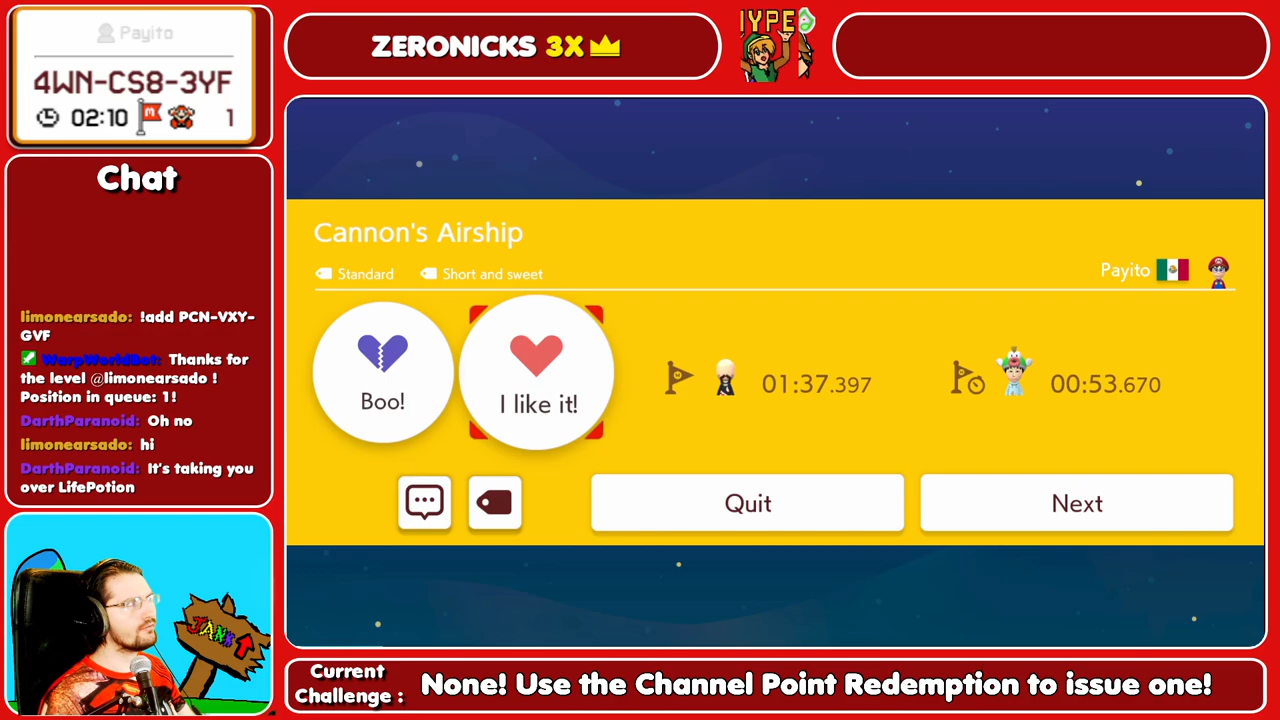 Payito
4WN-CS8-3YF
02:10 1
ZERONICKS 3X
HYPE
Chat
limonearsado: !add PCN-VXY-
GVF
WarpWorldBot: Thanks for
the level @limonearsado !
Position in queue: 1!
DarthParanoid: Oh no
limonearsado: hi
DarthParanoid: It's taking you
over LifePotion
Cannon's Airship
Standard Short and sweet
Payito
Boo!
I like it!
01:37.397
00:53.670
Quit
Next
JANK
Current
Challenge :
None! Use the Channel Point Redemption to issue one!